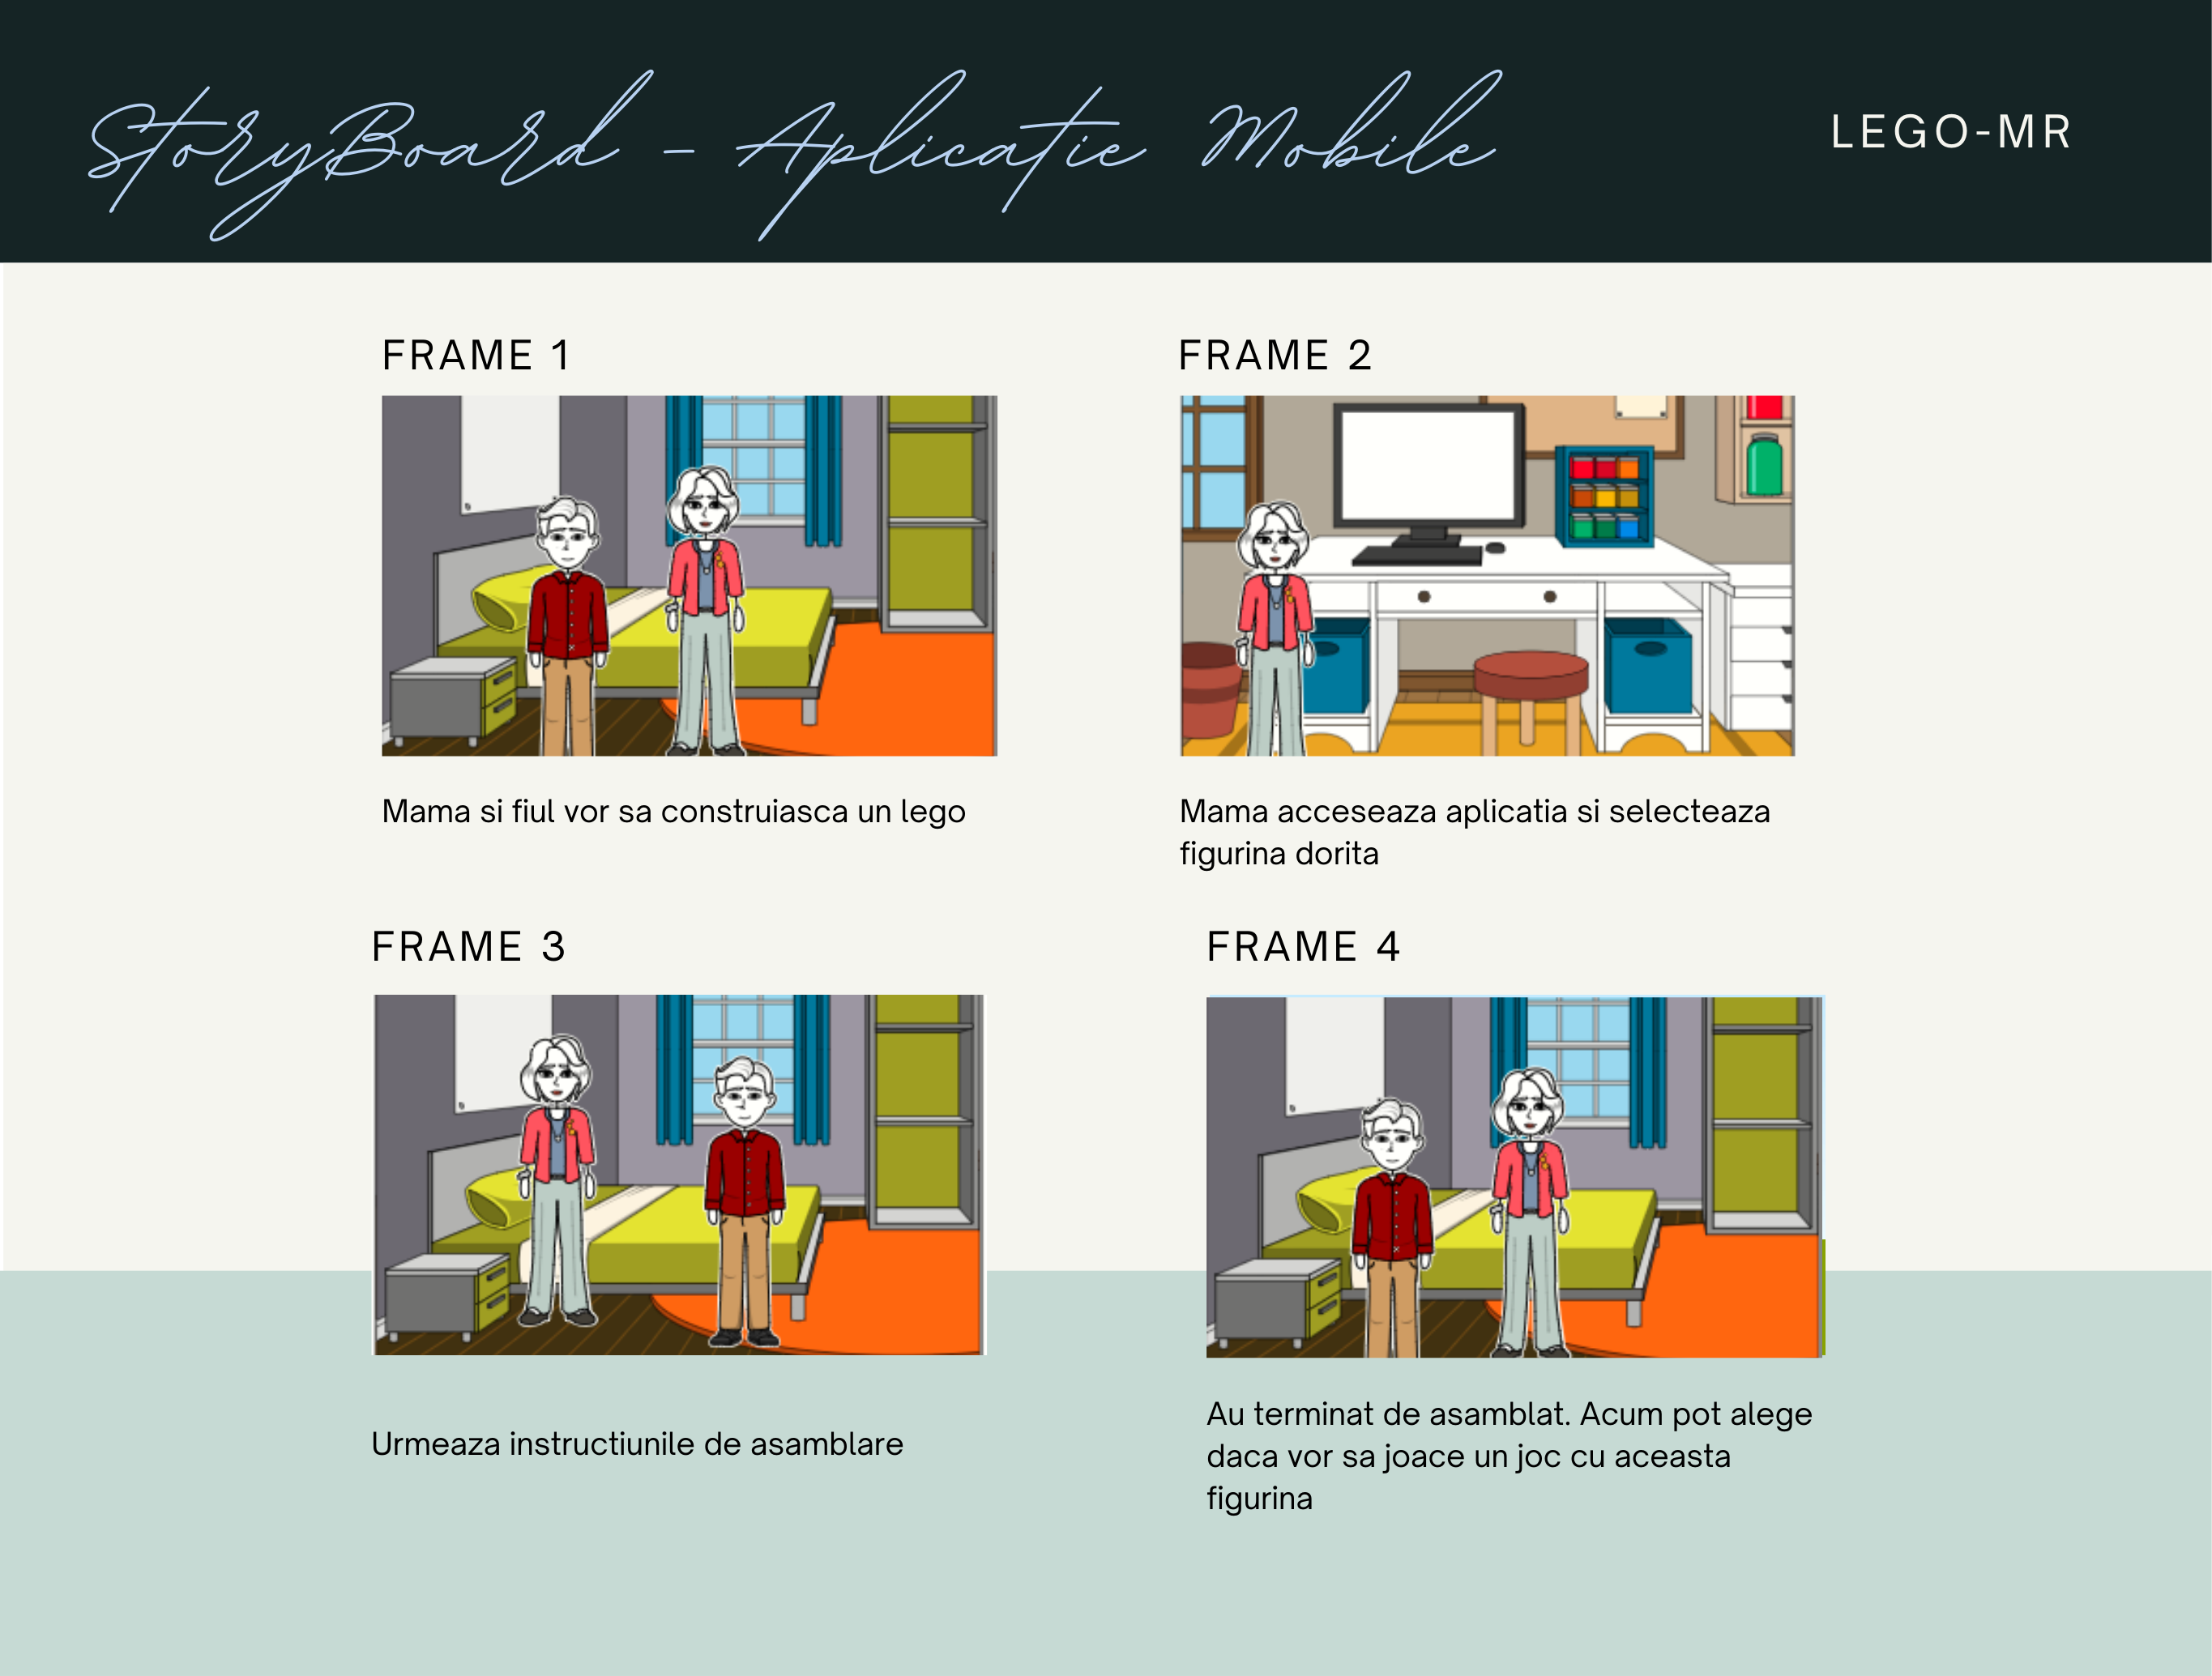 StoryBoard - Aplicatie Mobile
LEGO-MR
FRAME 1
FRAME 2
Mama si fiul vor sa construiasca un lego
Mama acceseaza aplicatia si selecteaza
figurina dorita
FRAME 3
FRAME 4
Urmeaza instructiunile de asamblare
Au terminat de asamblat. Acum pot alege
daca vor sa joace un joc cu aceasta
figurina